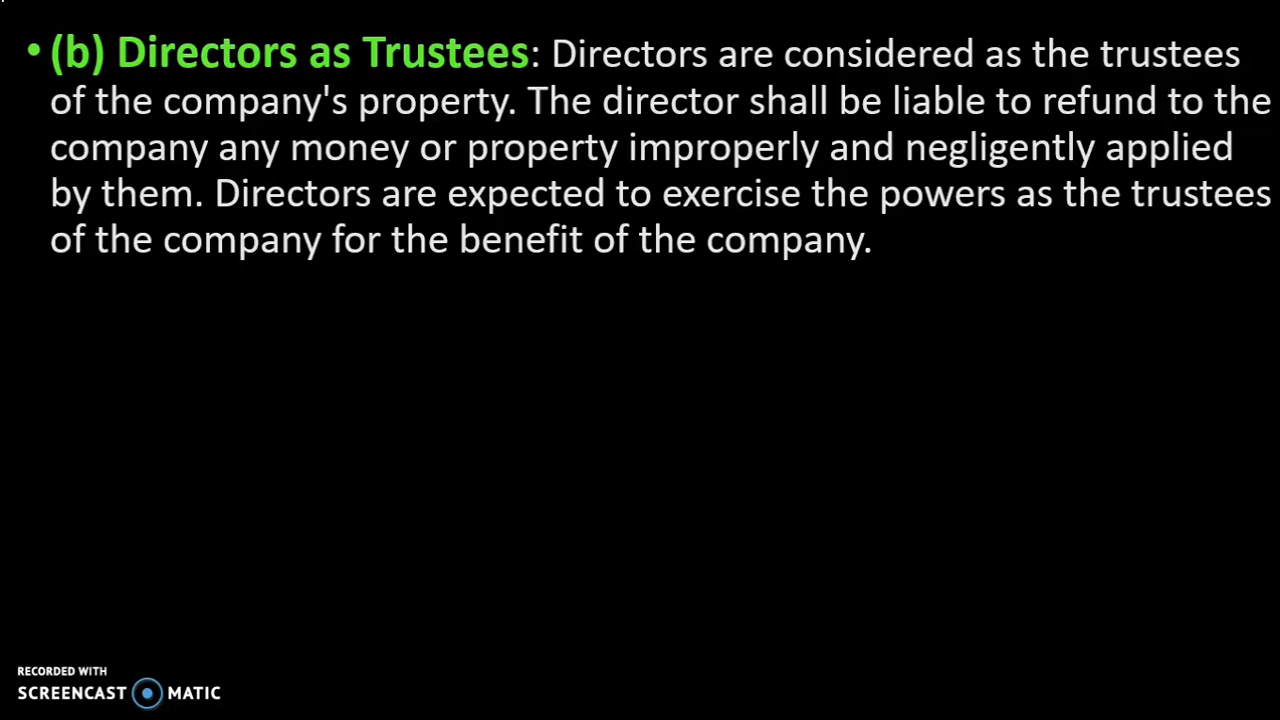 • (b) Directors as Trustees: Directors are considered as the trustees
of the company's property. The director shall be liable to refund to the
company any money or property improperly and negligently applied
by them. Directors are expected to exercise the powers as the trustees
of the company for the benefit of the company.
RECORDED WITH
SCREENCAST MATIC